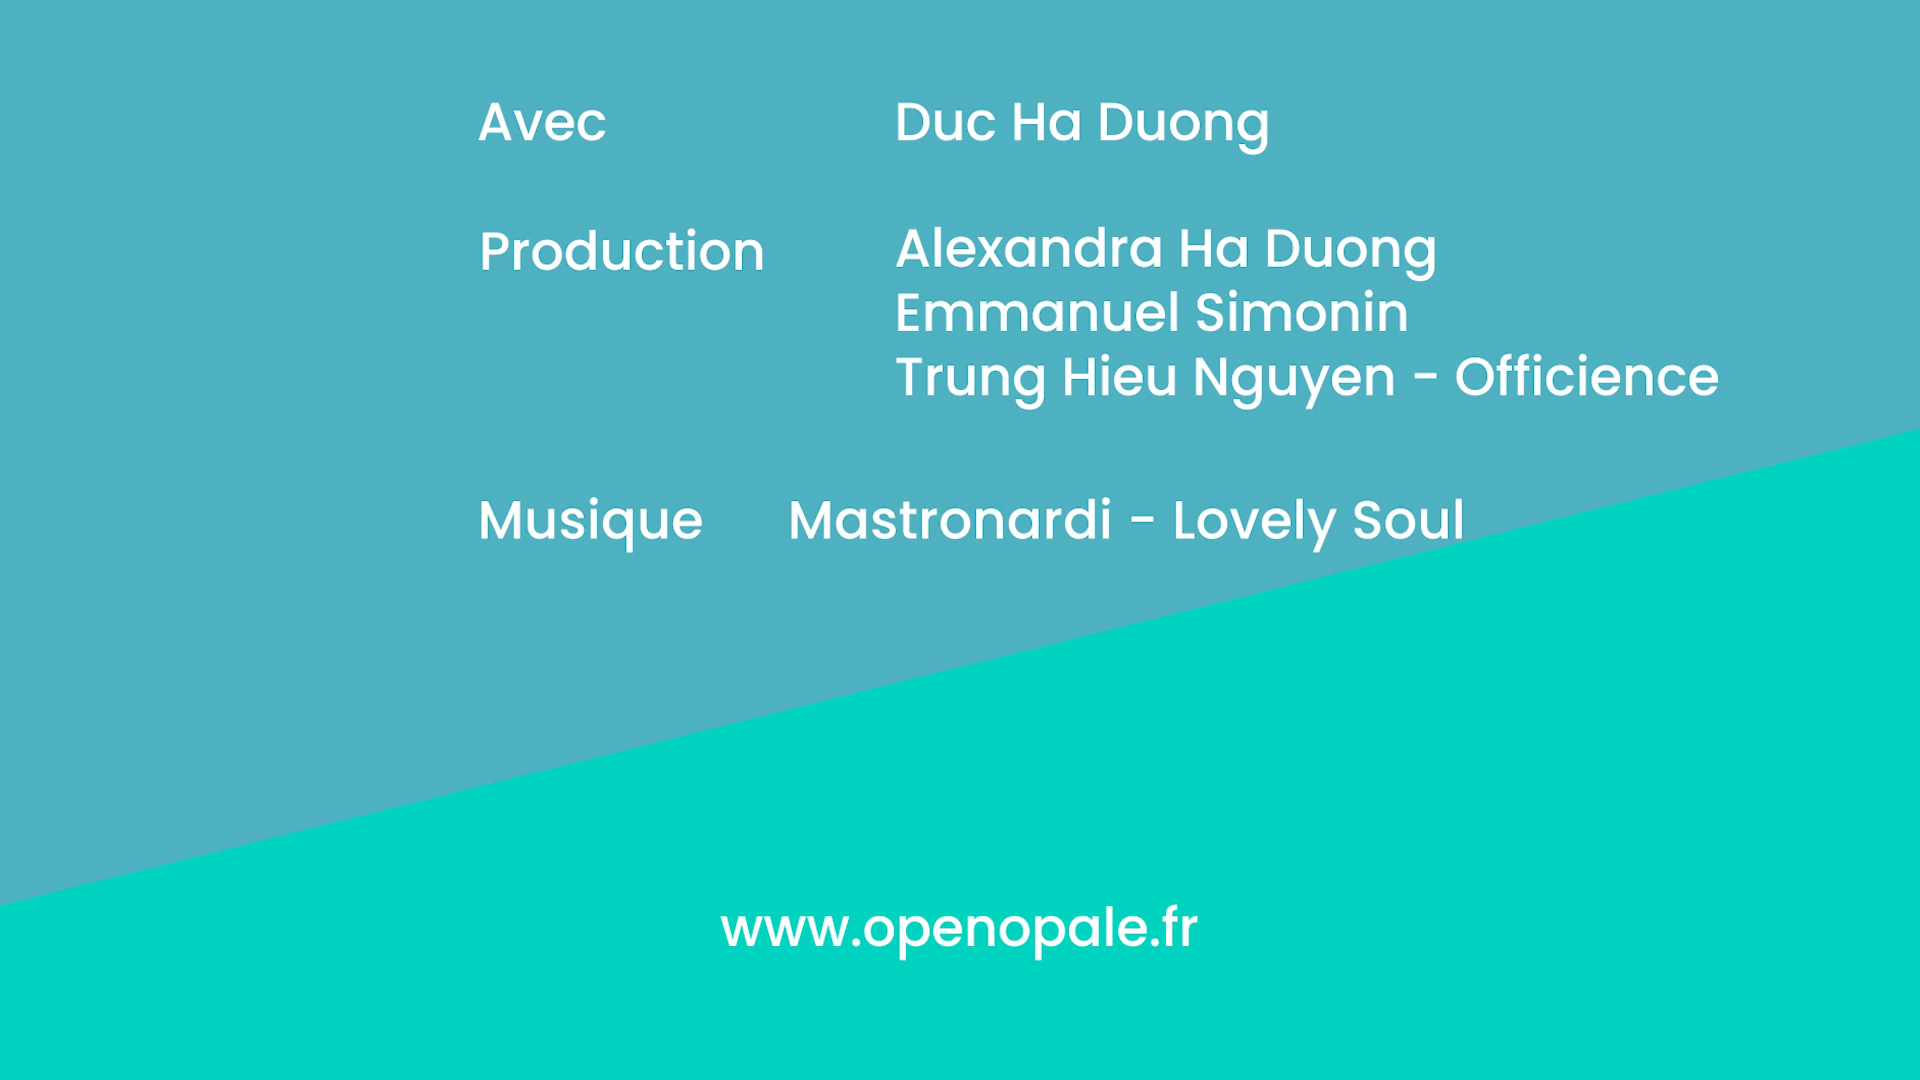 Avec Duc Ha Duong
Production Alexandra Ha Duong
Emmanuel Simonin
Trung Hieu Nguyen - Officience
Musique Mastronardi - Lovely Soul
www.openopale.fr